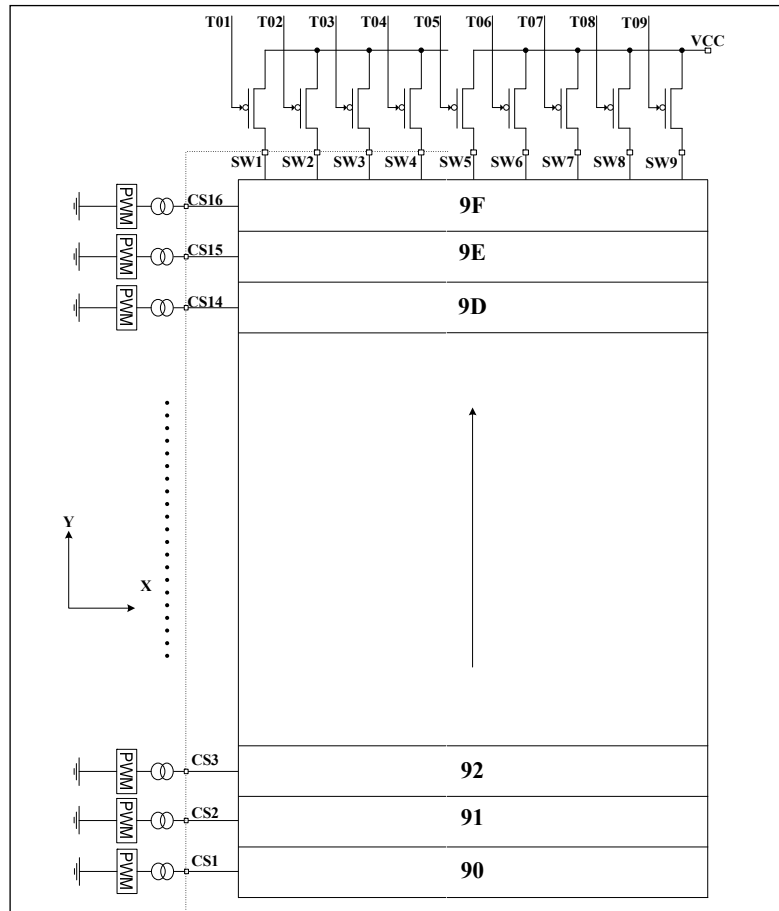 T01 T02 T03 T04 T05 T06 T07 T08 T09
VCC
SW1 SW2 SW3 SW4 SW5 SW6 SW7 SW8 SW9
PWM CS16 9F
PWM CS15 9E
PWM CS14 9D
Y
X
PWM CS3 92
PWM CS2 91
PWM CS1 90